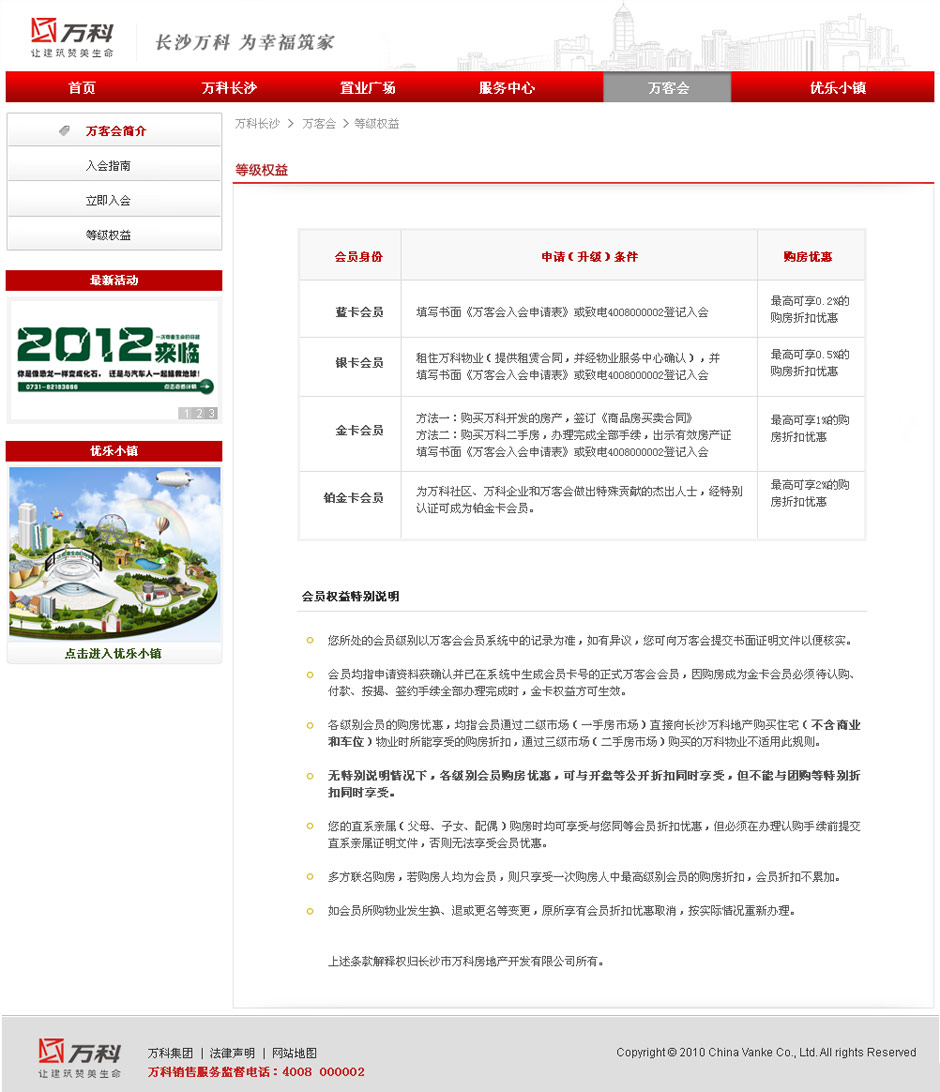 万科
让建筑赞美生命
长沙万科 为幸福筑家
首页 万科长沙 置业广场 服务中心 万客会 优乐小镇
万客会简介
入会指南
立即入会
等级权益
最新活动
2012来临
一次想象生命的环团
你是像恐龙一样变成化石， 还是与汽车人一起拯救地球！
0731-82183666 点击查看详情
1 2 3
优乐小镇
点击进入优乐小镇
万科长沙 > 万客会 > 等级权益
等级权益
会员身份 申请（升级）条件 购房优惠
蓝卡会员 填写书面《万客会入会申请表》或致电4008000002登记入会 最高可享0.2%的
购房折扣优惠
银卡会员 租住万科物业（提供租赁合同，并经物业服务中心确认），并 最高可享0.5%的
填写书面《万客会入会申请表》或致电4008000002登记入会 购房折扣优惠
金卡会员 方法一：购买万科开发的房产，签订《商品房买卖合同》 最高可享1%的购
方法二：购买万科二手房，办理完成全部手续，出示有效房产证 房折扣优惠
填写书面《万客会入会申请表》或致电4008000002登记入会
铂金卡会员 为万科社区、万科企业和万客会做出特殊贡献的杰出人士，经特别 最高可享2%的购
认证可成为铂金卡会员。 房折扣优惠
会员权益特别说明
您所处的会员级别以万客会会员系统中的记录为准，如有异议，您可向万客会提交书面证明文件以便核实。
会员均指申请资料获确认并已在系统中生成会员卡号的正式万客会会员，因购房成为金卡会员必须待认购、
付款、按揭、签约手续全部办理完成时，金卡权益方可生效。
各级别会员的购房优惠，均指会员通过二级市场（一手房市场）直接向长沙万科地产购买住宅（不含商业
和车位）物业时所能享受的购房折扣，通过三级市场（二手房市场）购买的万科物业不适用此规则。
无特别说明情况下，各级别会员购房优惠，可与开盘等公开折扣同时享受，但不能与团购等特别折
扣同时享受。
您的直系亲属（父母、子女、配偶）购房时均可享受与您同等会员折扣优惠，但必须在办理认购手续前提交
直系亲属证明文件，否则无法享受会员优惠。
多方联名购房，若购房人均为会员，则只享受一次购房人中最高级别会员的购房折扣，会员折扣不累加。
如会员所购物业发生换、退或更名等变更，原所享有会员折扣优惠取消，按实际情况重新办理。
上述条款解释权归长沙市万科房地产开发有限公司所有。
万科
让建筑赞美生命
万科集团 | 法律声明 | 网站地图
万科销售服务监督电话：4008 000002
Copyright © 2010 China Vanke Co., Ltd. All rights Reserved